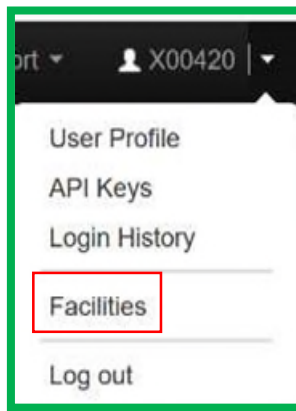 ort X00420
User Profile
API Keys
Login History
Facilities
Log out